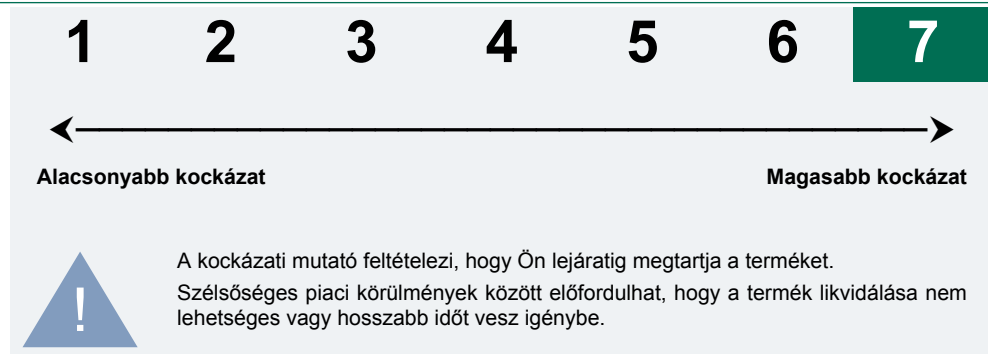 1 2 3 4 5 6 7
Alacsonyabb kockázat Magasabb kockázat
A kockázati mutató feltételezi, hogy Ön lejáratig megtartja a terméket.
Szélsőséges piaci körülmények között előfordulhat, hogy a termék likvidálása nem
lehetséges vagy hosszabb időt vesz igénybe.
!